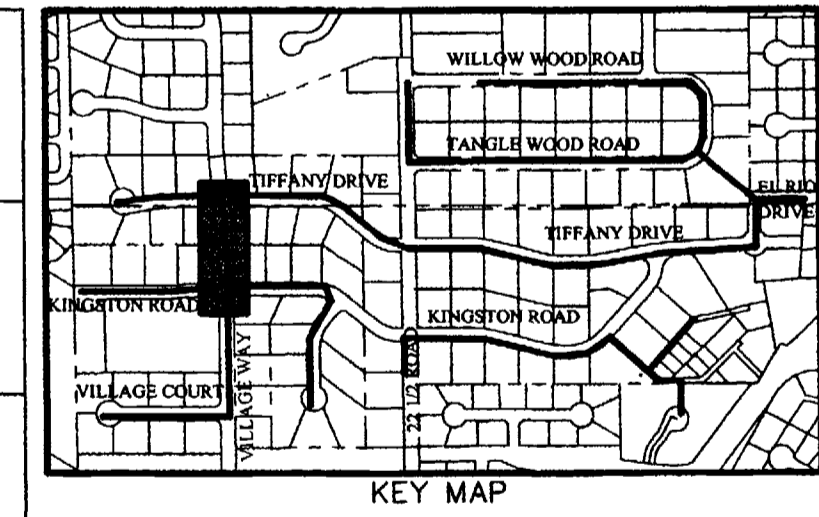 WILLOW WOOD ROAD
TANGLE WOOD ROAD
TIFFANY DRIVE
EL RIO
DRIVE
TIFFANY DRIVE
KINGSTON ROAD
KINGSTON ROAD
22 1/2 ROAD
VILLAGE WAY
VILLAGE COURT
KEY MAP